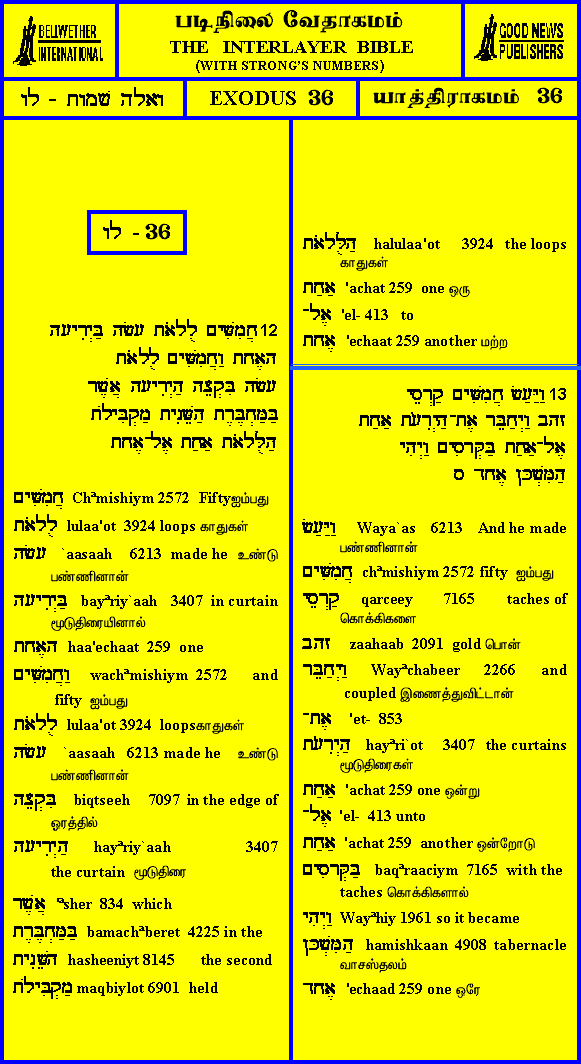 BELLWETHER
INTERNATIONAL
படிநிலை வேதாகமம்
THE INTERLAYER BIBLE
(WITH STRONG'S NUMBERS)
GOOD NEWS
PUBLISHERS
ואלה שמות - לו
EXODUS 36
யாத்திராகமம் 36
לו - 36
12 חֲמִשִּׁים לֻלָאֹת עָשָׂה בַּיְרִיעָה
הָאֶחָת וַחֲמִשִּׁים לֻלָאֹת
עָשָׂה בִּקְצֵה הַיְרִיעָה אֲשֶׁר
בַּמַּחְבֶּרֶת הַשֵּׁנִית מַקְבִּילֹת
הַלֻּלָאֹת אַחַת אֶל־אֶחָת
חֲמִשִּׁים Chªmishiym 2572 Fifty ஐம்பது
לֻלָאֹת lulaa'ot 3924 loops காதுகள்
עָשָׂה `aasaah 6213 made he உண்டு
பண்ணினான்
בַּיְרִיעָה bayªriy`aah 3407 in curtain
மூடுதிரையினால்
הָאֶחָת haa'echaat 259 one
וַחֲמִשִּׁים wachªmishiym 2572 and
fifty ஐம்பது
לֻלָאֹת lulaa'ot 3924 loops காதுகள்
עָשָׂה `aasaah 6213 made he உண்டு
பண்ணினான்
בִּקְצֵה biqtseeh 7097 in the edge of
ஓரத்தில்
הַיְרִיעָה hayªriy`aah 3407
the curtain மூடுதிரை
אֲשֶׁר ªsher 834 which
בַּמַּחְבֶּרֶת bamachªberet 4225 in the
הַשֵּׁנִית hasheeniyt 8145 the second
מַקְבִּילֹת maqbiylot 6901 held
הַלֻּלָאֹת halulaa'ot 3924 the loops
காதுகள்
אַחַת 'achat 259 one ஒரு
אֶל־ 'el- 413 to
אֶחָת 'echaat 259 another மற்ற
13 וַיַּעַשׂ חֲמִשִּׁים קַרְסֵי
זָהָב וַיְחַבֵּר אֶת־הַיְרִעֹת אַחַת
אֶל־אַחַת בַּקְּרָסִים וַיְהִי
הַמִּשְׁכָּן אֶחָד ס
וַיַּעַשׂ Waya`as 6213 And he made
பண்ணினான்
חֲמִשִּׁים chªmishiym 2572 fifty ஐம்பது
קַרְסֵי qarceey 7165 taches of
கொக்கிகளை
זָהָב zaahaab 2091 gold பொன்
וַיְחַבֵּר Wayªchabeer 2266 and
coupled இணைத்துவிட்டான்
אֶת־ 'et- 853
הַיְרִעֹת hayªri`ot 3407 the curtains
மூடுதிரைகள்
אַחַת 'achat 259 one ஒன்று
אֶל־ 'el- 413 unto
אַחַת 'achat 259 another ஒன்றோடு
בַּקְּרָסִים baqªraaciym 7165 with the
taches கொக்கிகளால்
וַיְהִי Wayªhiy 1961 so it became
הַמִּשְׁכָּן hamishkaan 4908 tabernacle
வாசஸ்தலம்
אֶחָד 'echaad 259 one ஒரே